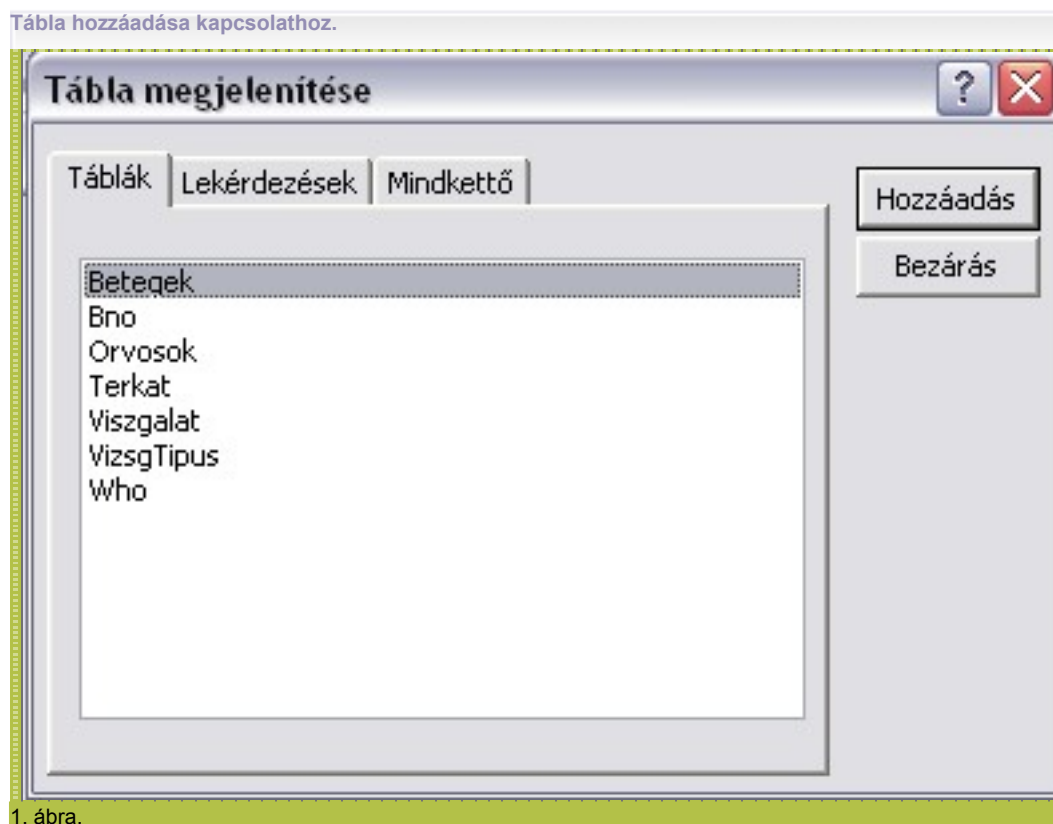 Tábla hozzáadása kapcsolathoz.
Tábla megjelenítése
Táblák Lekérdezések Mindkettő
Hozzáadás
Bezárás
Betegek
Bno
Orvosok
Terkat
Viszgalat
VizsgTipus
Who
1. ábra.